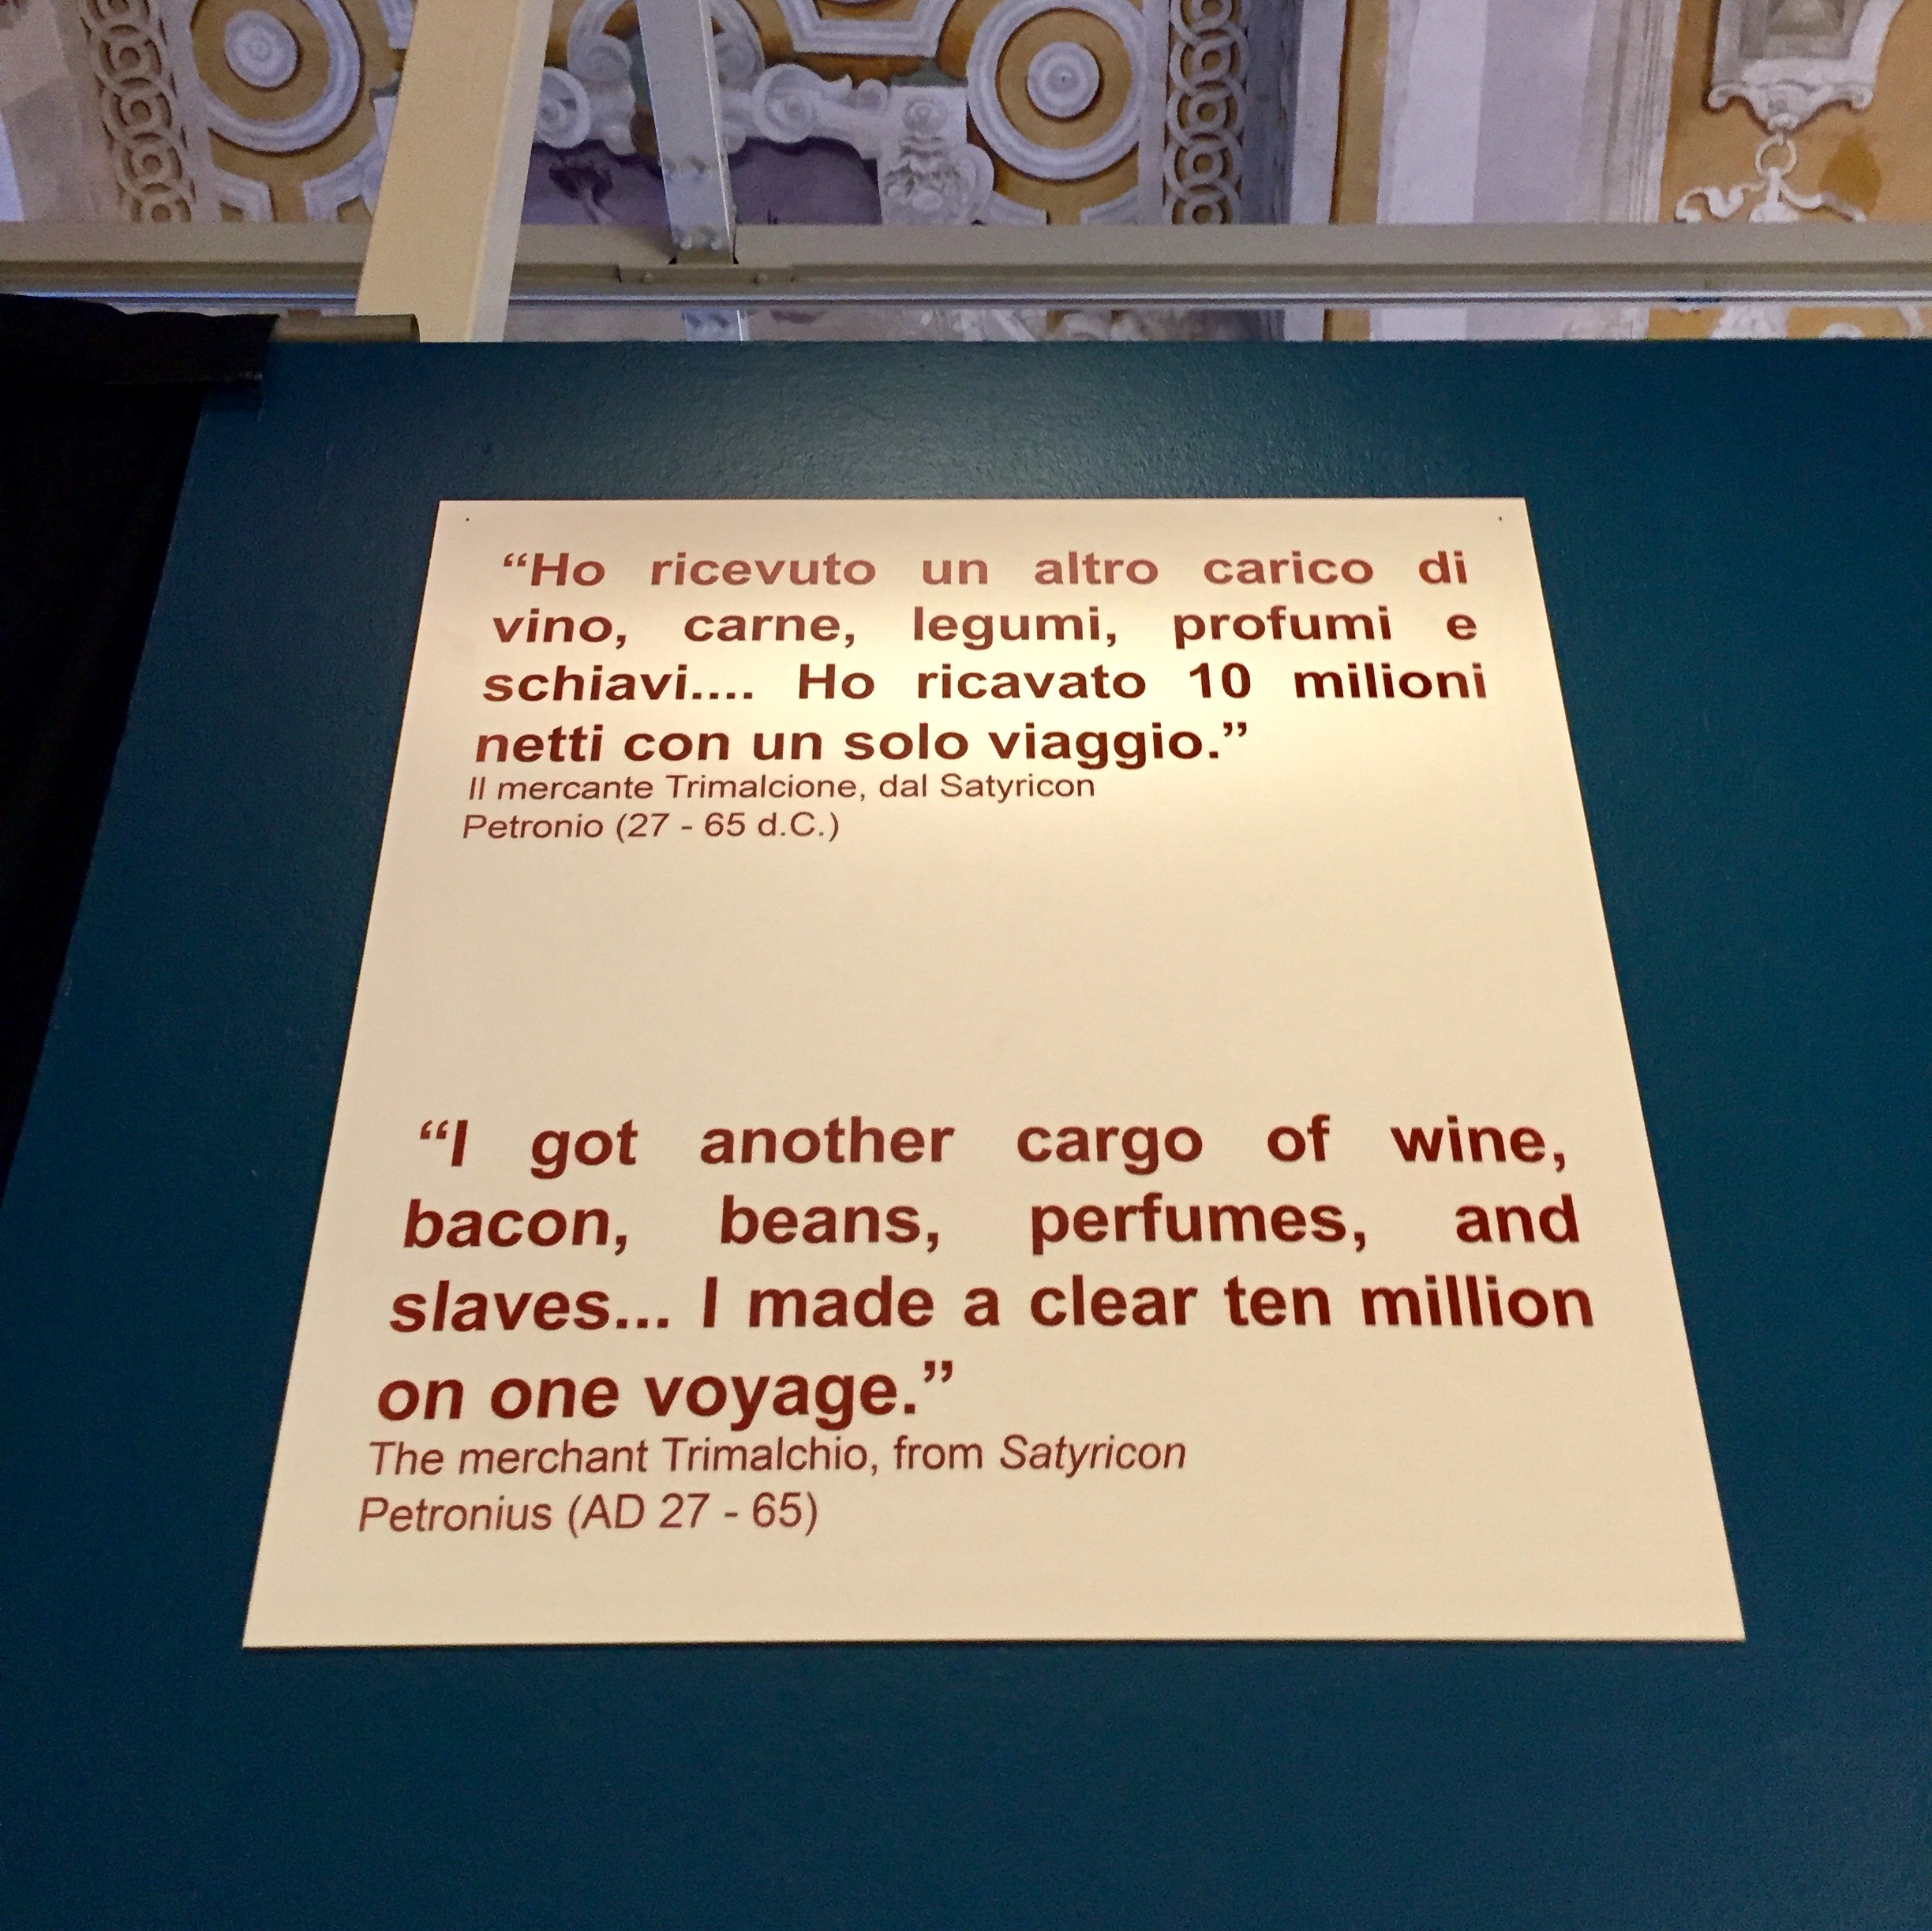 “Ho ricevuto un altro carico di
vino, carne, legumi, profumi e
schiavi.... Ho ricavato 10 milioni
netti con un solo viaggio.”
Il mercante Trimalcione, dal Satyricon
Petronio (27 - 65 d.C.)
“I got another cargo of wine,
bacon, beans, perfumes, and
slaves... I made a clear ten million
on one voyage.”
The merchant Trimalchio, from Satyricon
Petronius (AD 27 - 65)